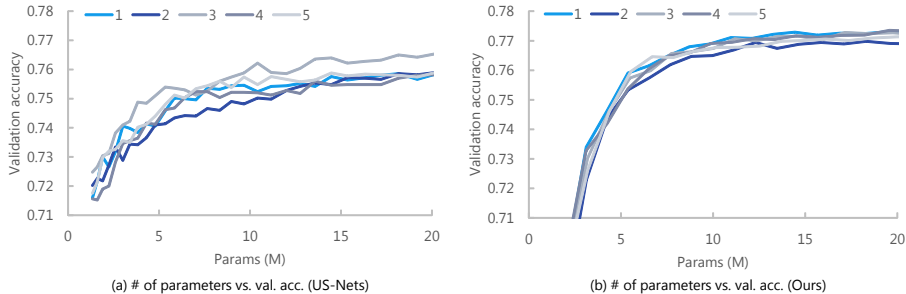 1 2 3 4 5
0.78
0.77
0.76
0.75
0.74
0.73
0.72
0.71
Validation accuracy
0 5 10 15 20
Params (M)
(a) # of parameters vs. val. acc. (US-Nets)
1 2 3 4 5
0.78
0.77
0.76
0.75
0.74
0.73
0.72
0.71
Validation accuracy
0 5 10 15 20
Params (M)
(b) # of parameters vs. val. acc. (Ours)